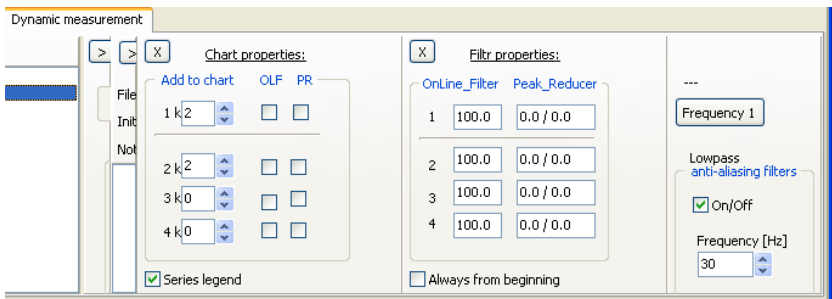 Dynamic measurement
> > X Chart properties: X Filtr properties:
Add to chart OLF PR OnLine_Filter Peak_Reducer ---
File
1 k 2 1 100.0 0.0 / 0.0 Frequency 1
Init
Not
2 k 2 2 100.0 0.0 / 0.0 Lowpass
anti-aliasing filters
3 k 0 3 100.0 0.0 / 0.0 On/Off
4 k 0 4 100.0 0.0 / 0.0
Frequency [Hz]
30
Series legend Always from beginning